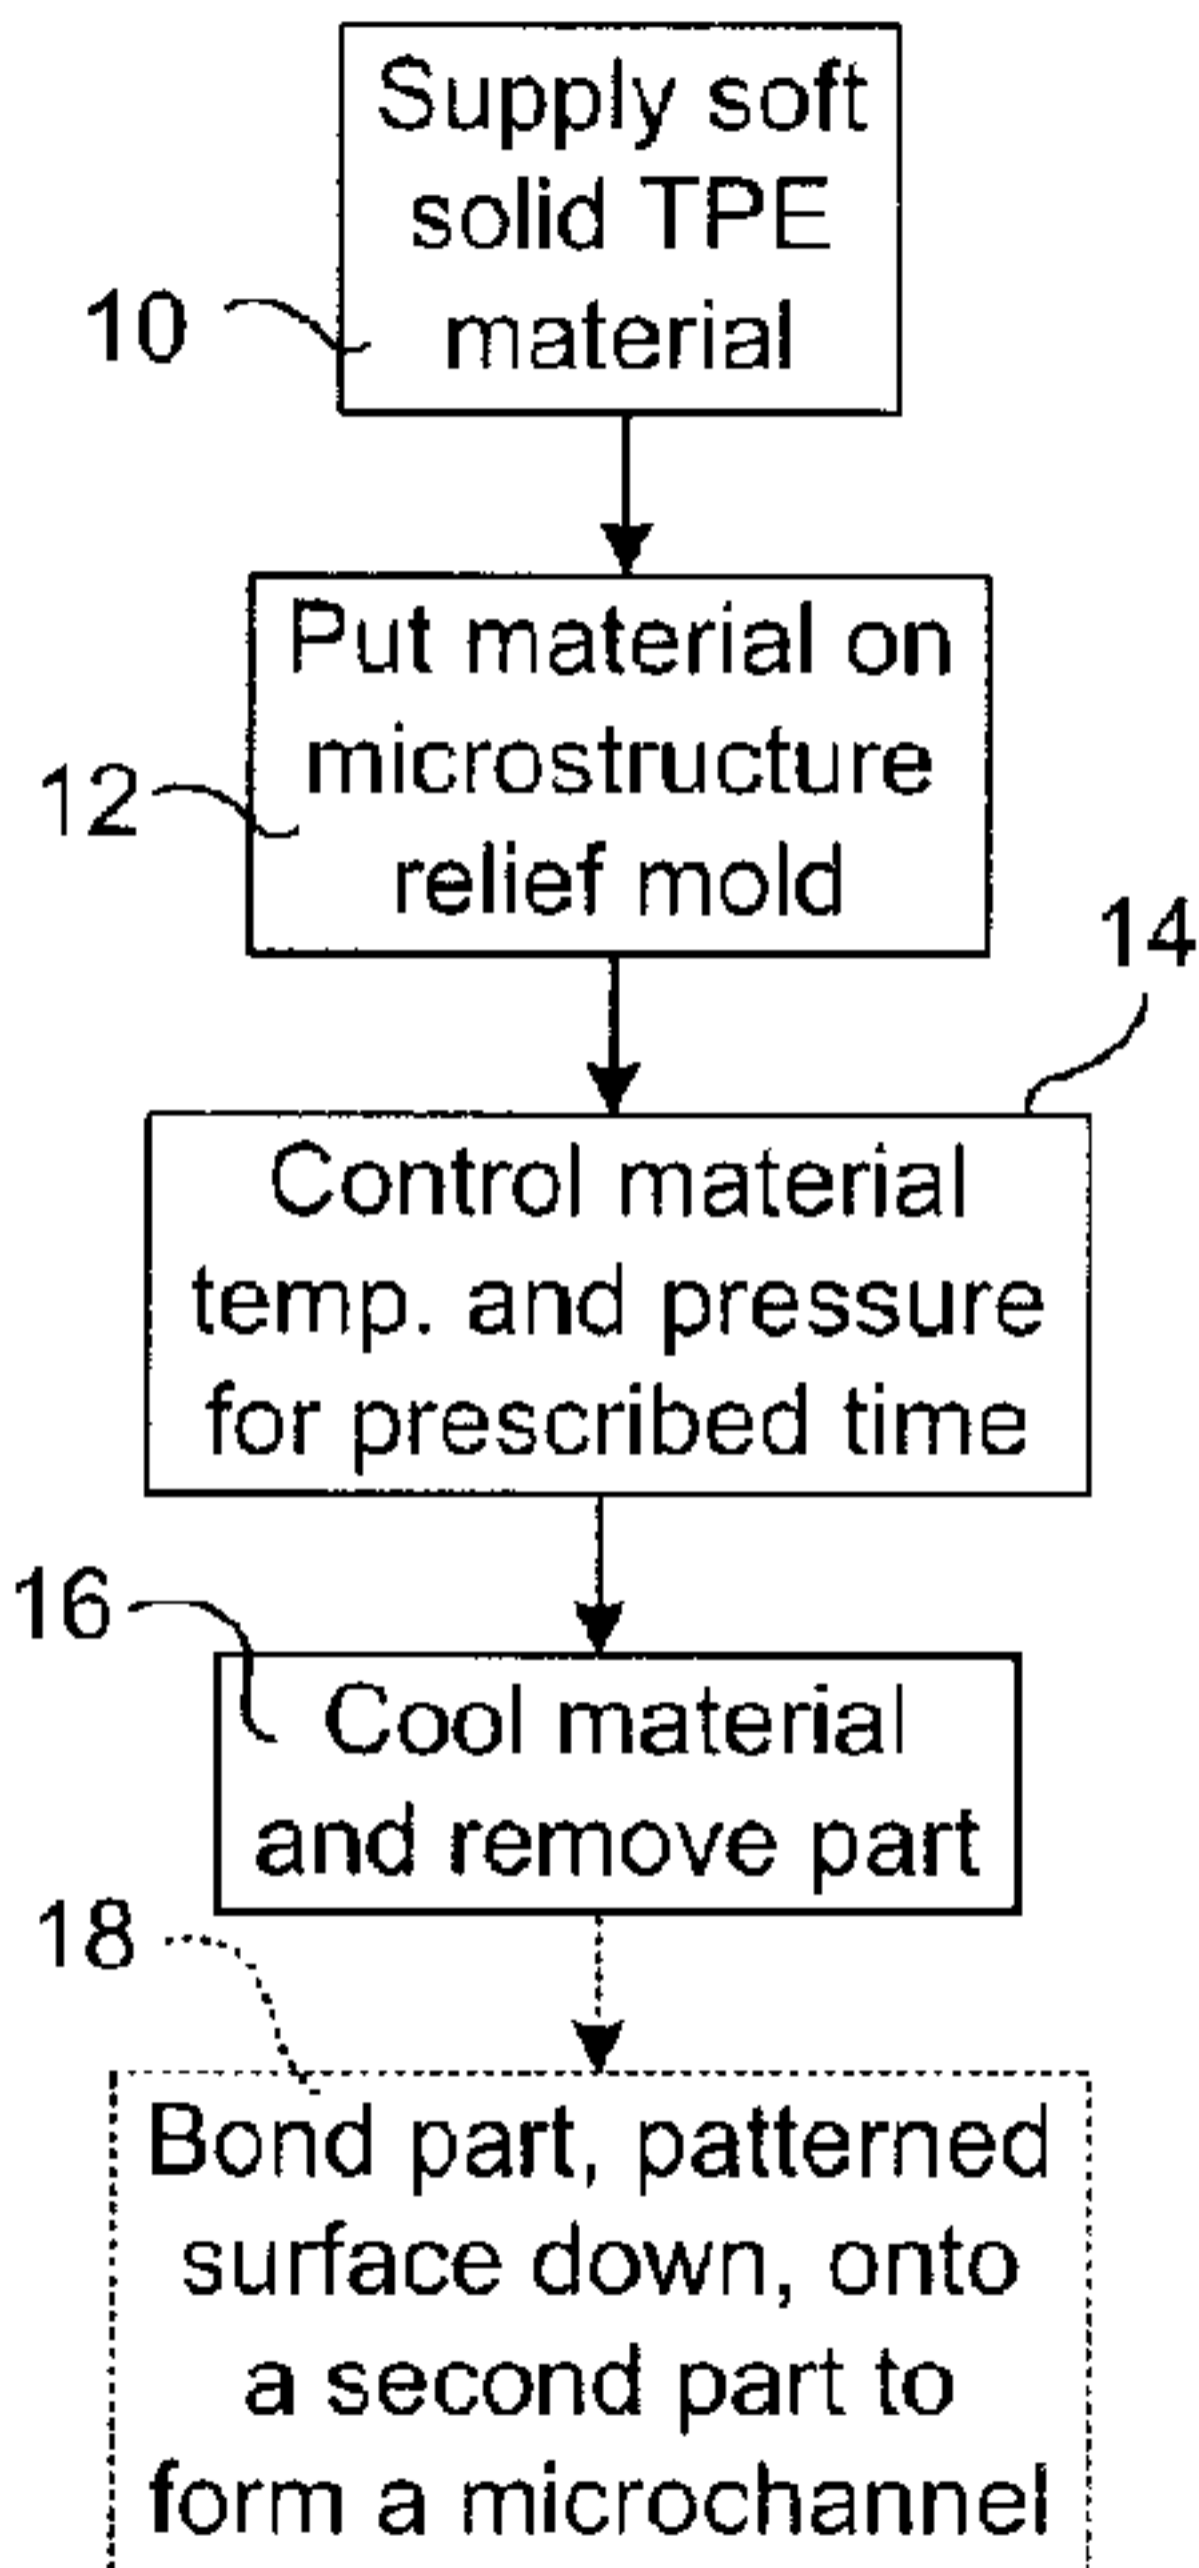 Supply soft
solid TPE
material
10
Put material on
microstructure
relief mold
12
14
Control material
temp. and pressure
for prescribed time
16
Cool material
and remove part
18
Bond part, patterned
surface down, onto
a second part to
form a microchannel